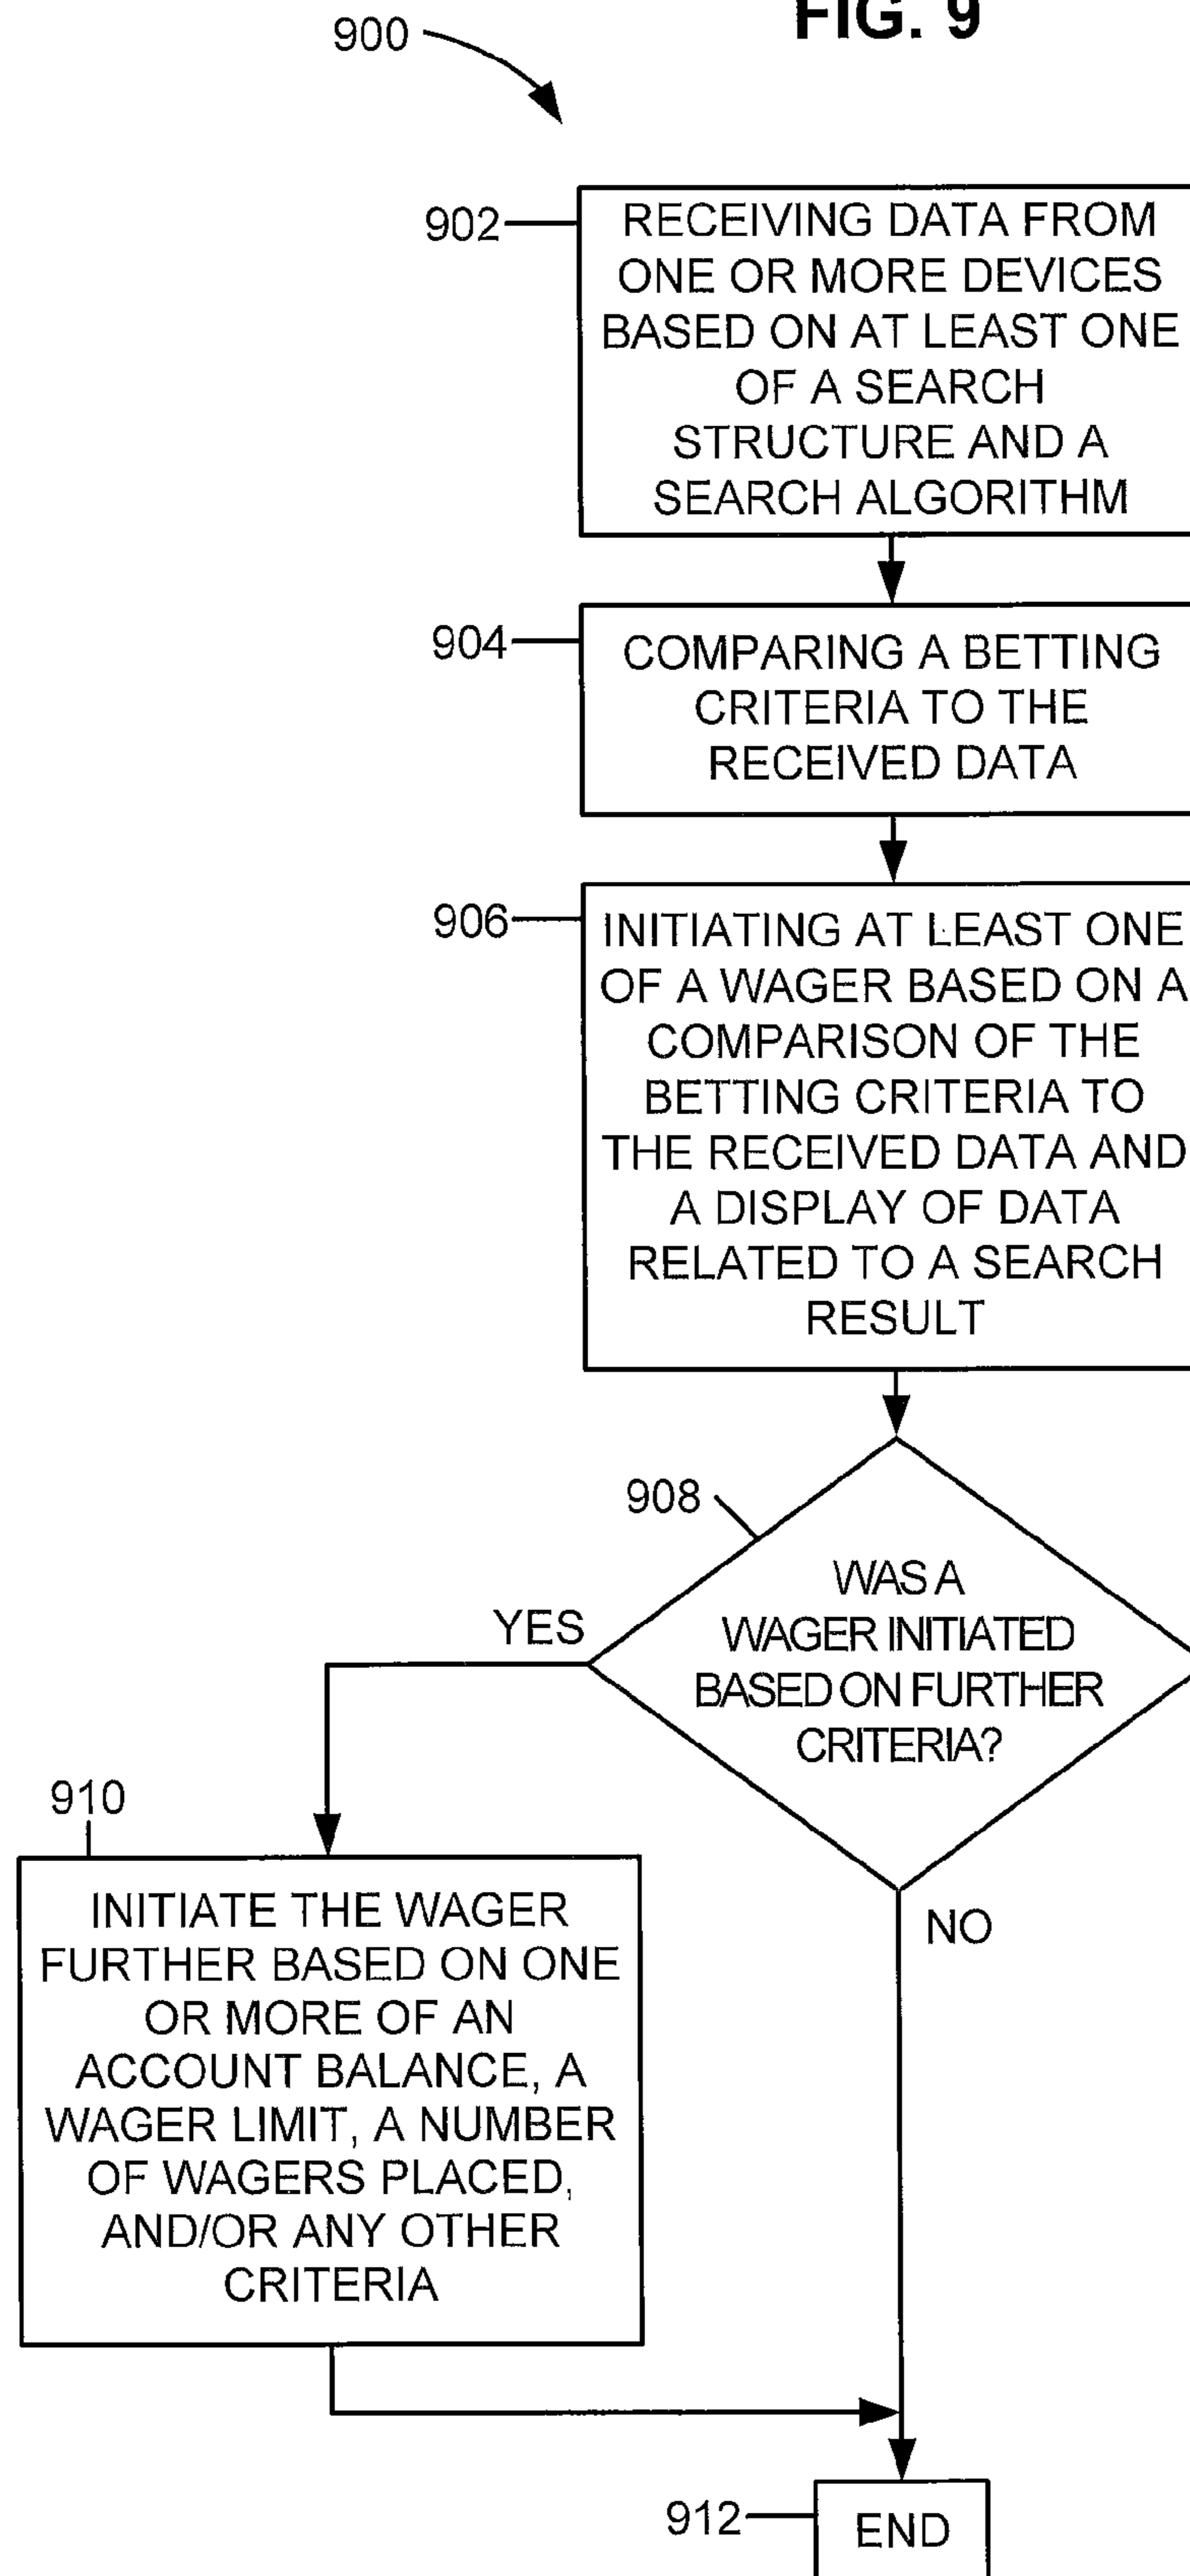 FIG. 9
900
902
RECEIVING DATA FROM
ONE OR MORE DEVICES
BASED ON AT LEAST ONE
OF A SEARCH
STRUCTURE AND A
SEARCH ALGORITHM
904
COMPARING A BETTING
CRITERIA TO THE
RECEIVED DATA
906
INITIATING AT LEAST ONE
OF A WAGER BASED ON A
COMPARISON OF THE
BETTING CRITERIA TO
THE RECEIVED DATA AND
A DISPLAY OF DATA
RELATED TO A SEARCH
RESULT
908
WAS A
WAGER INITIATED
BASED ON FURTHER
CRITERIA?
YES
910
INITIATE THE WAGER
FURTHER BASED ON ONE
OR MORE OF AN
ACCOUNT BALANCE, A
WAGER LIMIT, A NUMBER
OF WAGERS PLACED,
AND/OR ANY OTHER
CRITERIA
NO
912
END